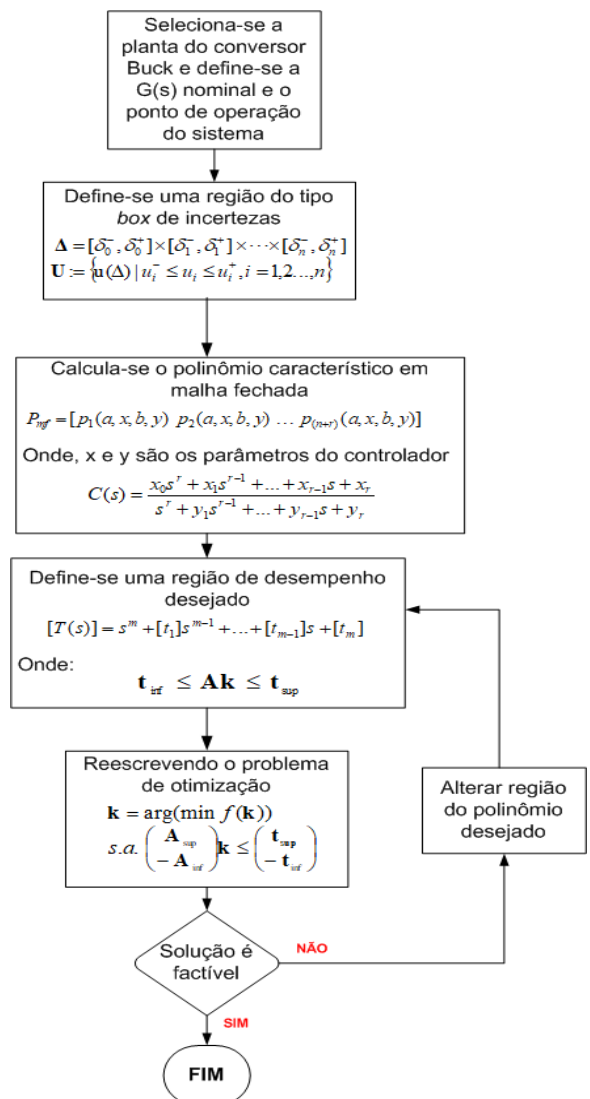 Seleciona-se a
planta do conversor
Buck e define-se a
G(s) nominal e o
ponto de operação
do sistema
Define-se uma região do tipo
box de incertezas
Δ = [δ₀⁻, δ₀⁺]×[δ₁⁻, δ₁⁺]×⋯×[δₙ⁻, δₙ⁺]
U := {u(Δ) | uᵢ⁻ ≤ uᵢ ≤ uᵢ⁺, i = 1,2...,n}
Calcula-se o polinômio característico em
malha fechada
P_mf = [p₁(a, x, b, y) p₂(a, x, b, y) ... p₍ₙ₊ᵣ₎(a, x, b, y)]
Onde, x e y são os parâmetros do controlador
C(s) = (x₀sʳ + x₁sʳ⁻¹ + ... + xᵣ₋₁s + xᵣ) / (sʳ + y₁sʳ⁻¹ + ... + yᵣ₋₁s + yᵣ)
Define-se uma região de desempenho
desejado
[T(s)] = sᵐ + [t₁]sᵐ⁻¹ + ... + [tₘ₋₁]s + [tₘ]
Onde:
t_inf ≤ Ak ≤ t_sup
Reescrevendo o problema
de otimização
k = arg(min f(k))
s.a. (A_sup; −A_inf) k ≤ (t_sup; −t_inf)
Alterar região
do polinômio
desejado
Solução é
factível
NÃO
SIM
FIM